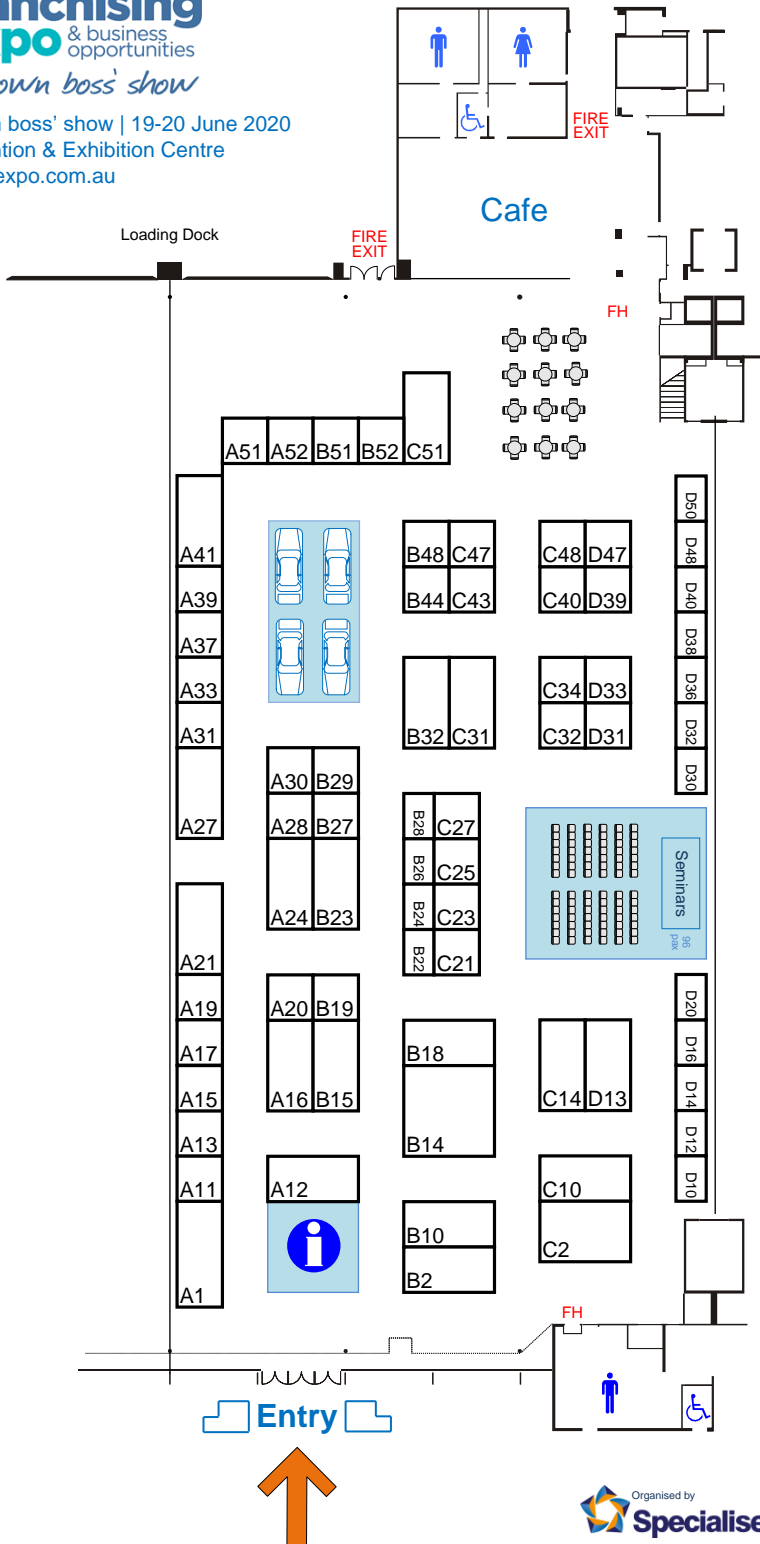 anchising
po & business
opportunities
own boss' show
boss' show | 19-20 June 2020
tion & Exhibition Centre
expo.com.au
FIRE
EXIT
Cafe
Loading Dock
FIRE
EXIT
FH
A51 A52 B51 B52 C51
D50
A41 B48 C47 C48 D47 D48
A39 B44 C43 C40 D39 D40
A37 D38
A33 C34 D33 D36
A31 B32 C31 C32 D31 D32
A30 B29 D30
A27 A28 B27 B28 C27
B26 C25
Seminars
96
pax
A24 B23 B24 C23
A21 B22 C21
A19 A20 B19 D20
A17 B18 D16
A15 A16 B15 C14 D13 D14
A13 B14 D12
A11 A12 C10 D10
B10
C2
A1 B2
FH
Entry
Organised by
Specialise